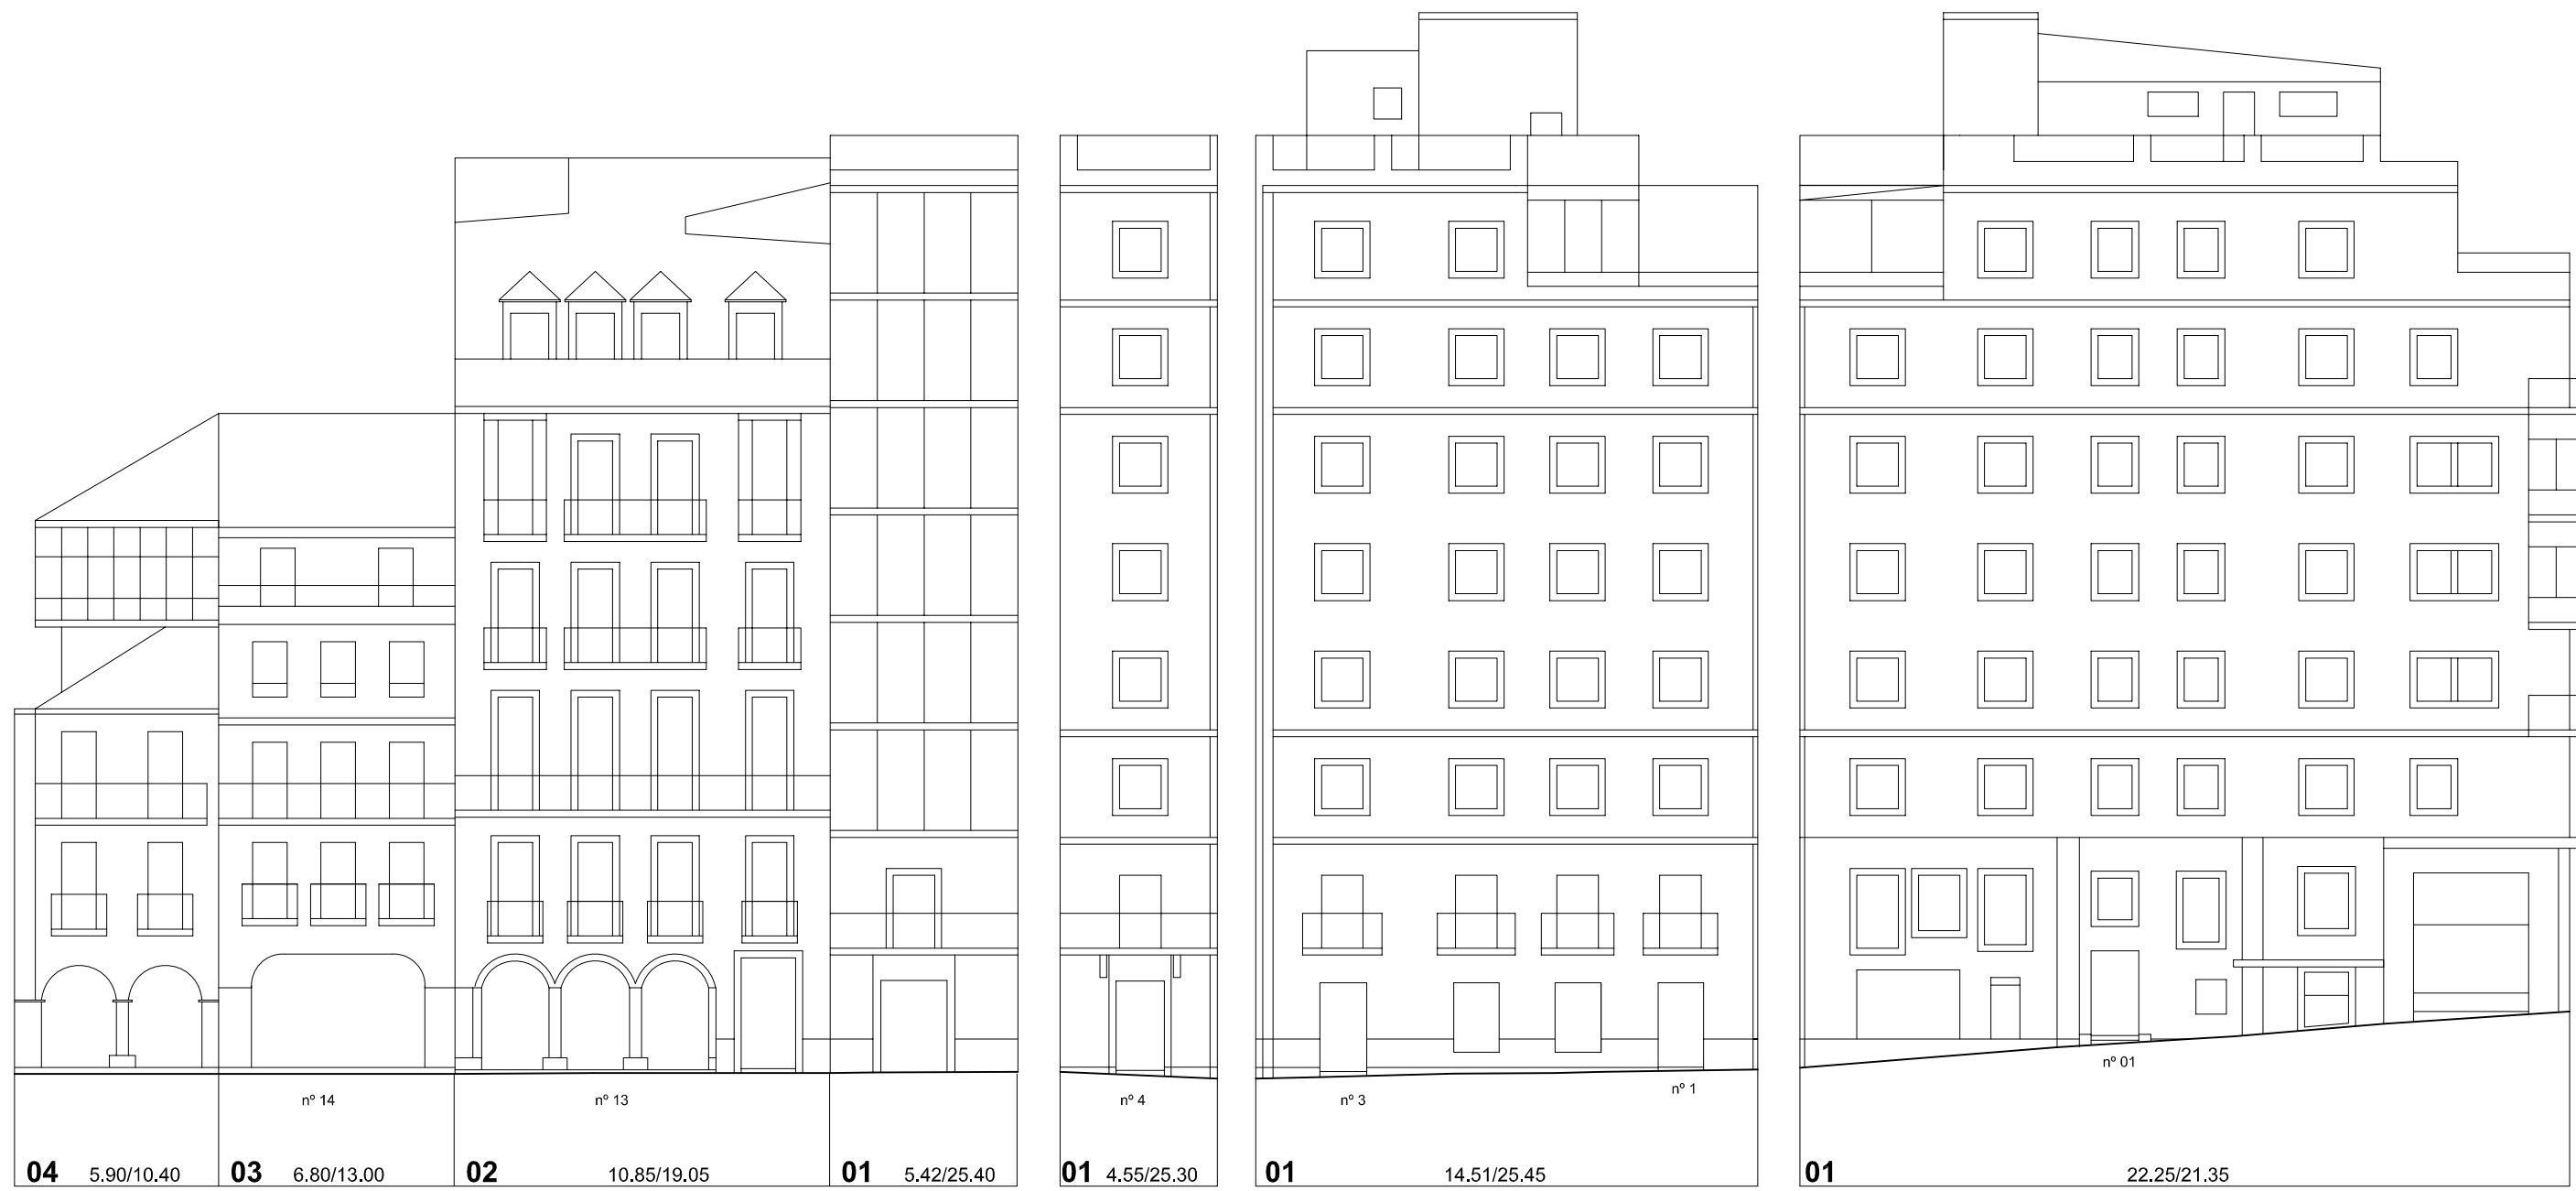 nº 14
nº 13
nº 4
nº 3
nº 1
nº 01
04 5.90/10.40
03 6.80/13.00
02 10.85/19.05
01 5.42/25.40
01 4.55/25.30
01 14.51/25.45
01 22.25/21.35